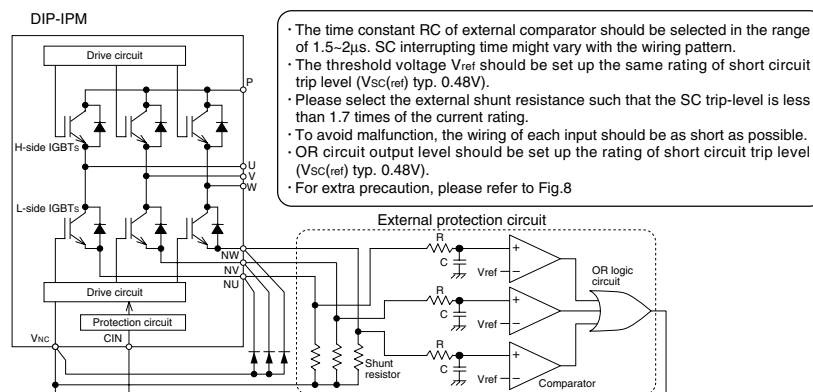 DIP-IPM
Drive circuit
P
H-side IGBTs
U
V
W
L-side IGBTs
NW
NV
NU
Drive circuit
Protection circuit
VNC
CIN
· The time constant RC of external comparator should be selected in the range
of 1.5~2μs. SC interrupting time might vary with the wiring pattern.
· The threshold voltage Vref should be set up the same rating of short circuit
trip level (VSC(ref) typ. 0.48V).
· Please select the external shunt resistance such that the SC trip-level is less
than 1.7 times of the current rating.
· To avoid malfunction, the wiring of each input should be as short as possible.
· OR circuit output level should be set up the rating of short circuit trip level
(VSC(ref) typ. 0.48V).
· For extra precaution, please refer to Fig.8
External protection circuit
R
C
Vref
+
−
OR logic
circuit
R
C
Vref
+
−
R
C
Vref
+
−
Shunt
resistor
Comparator